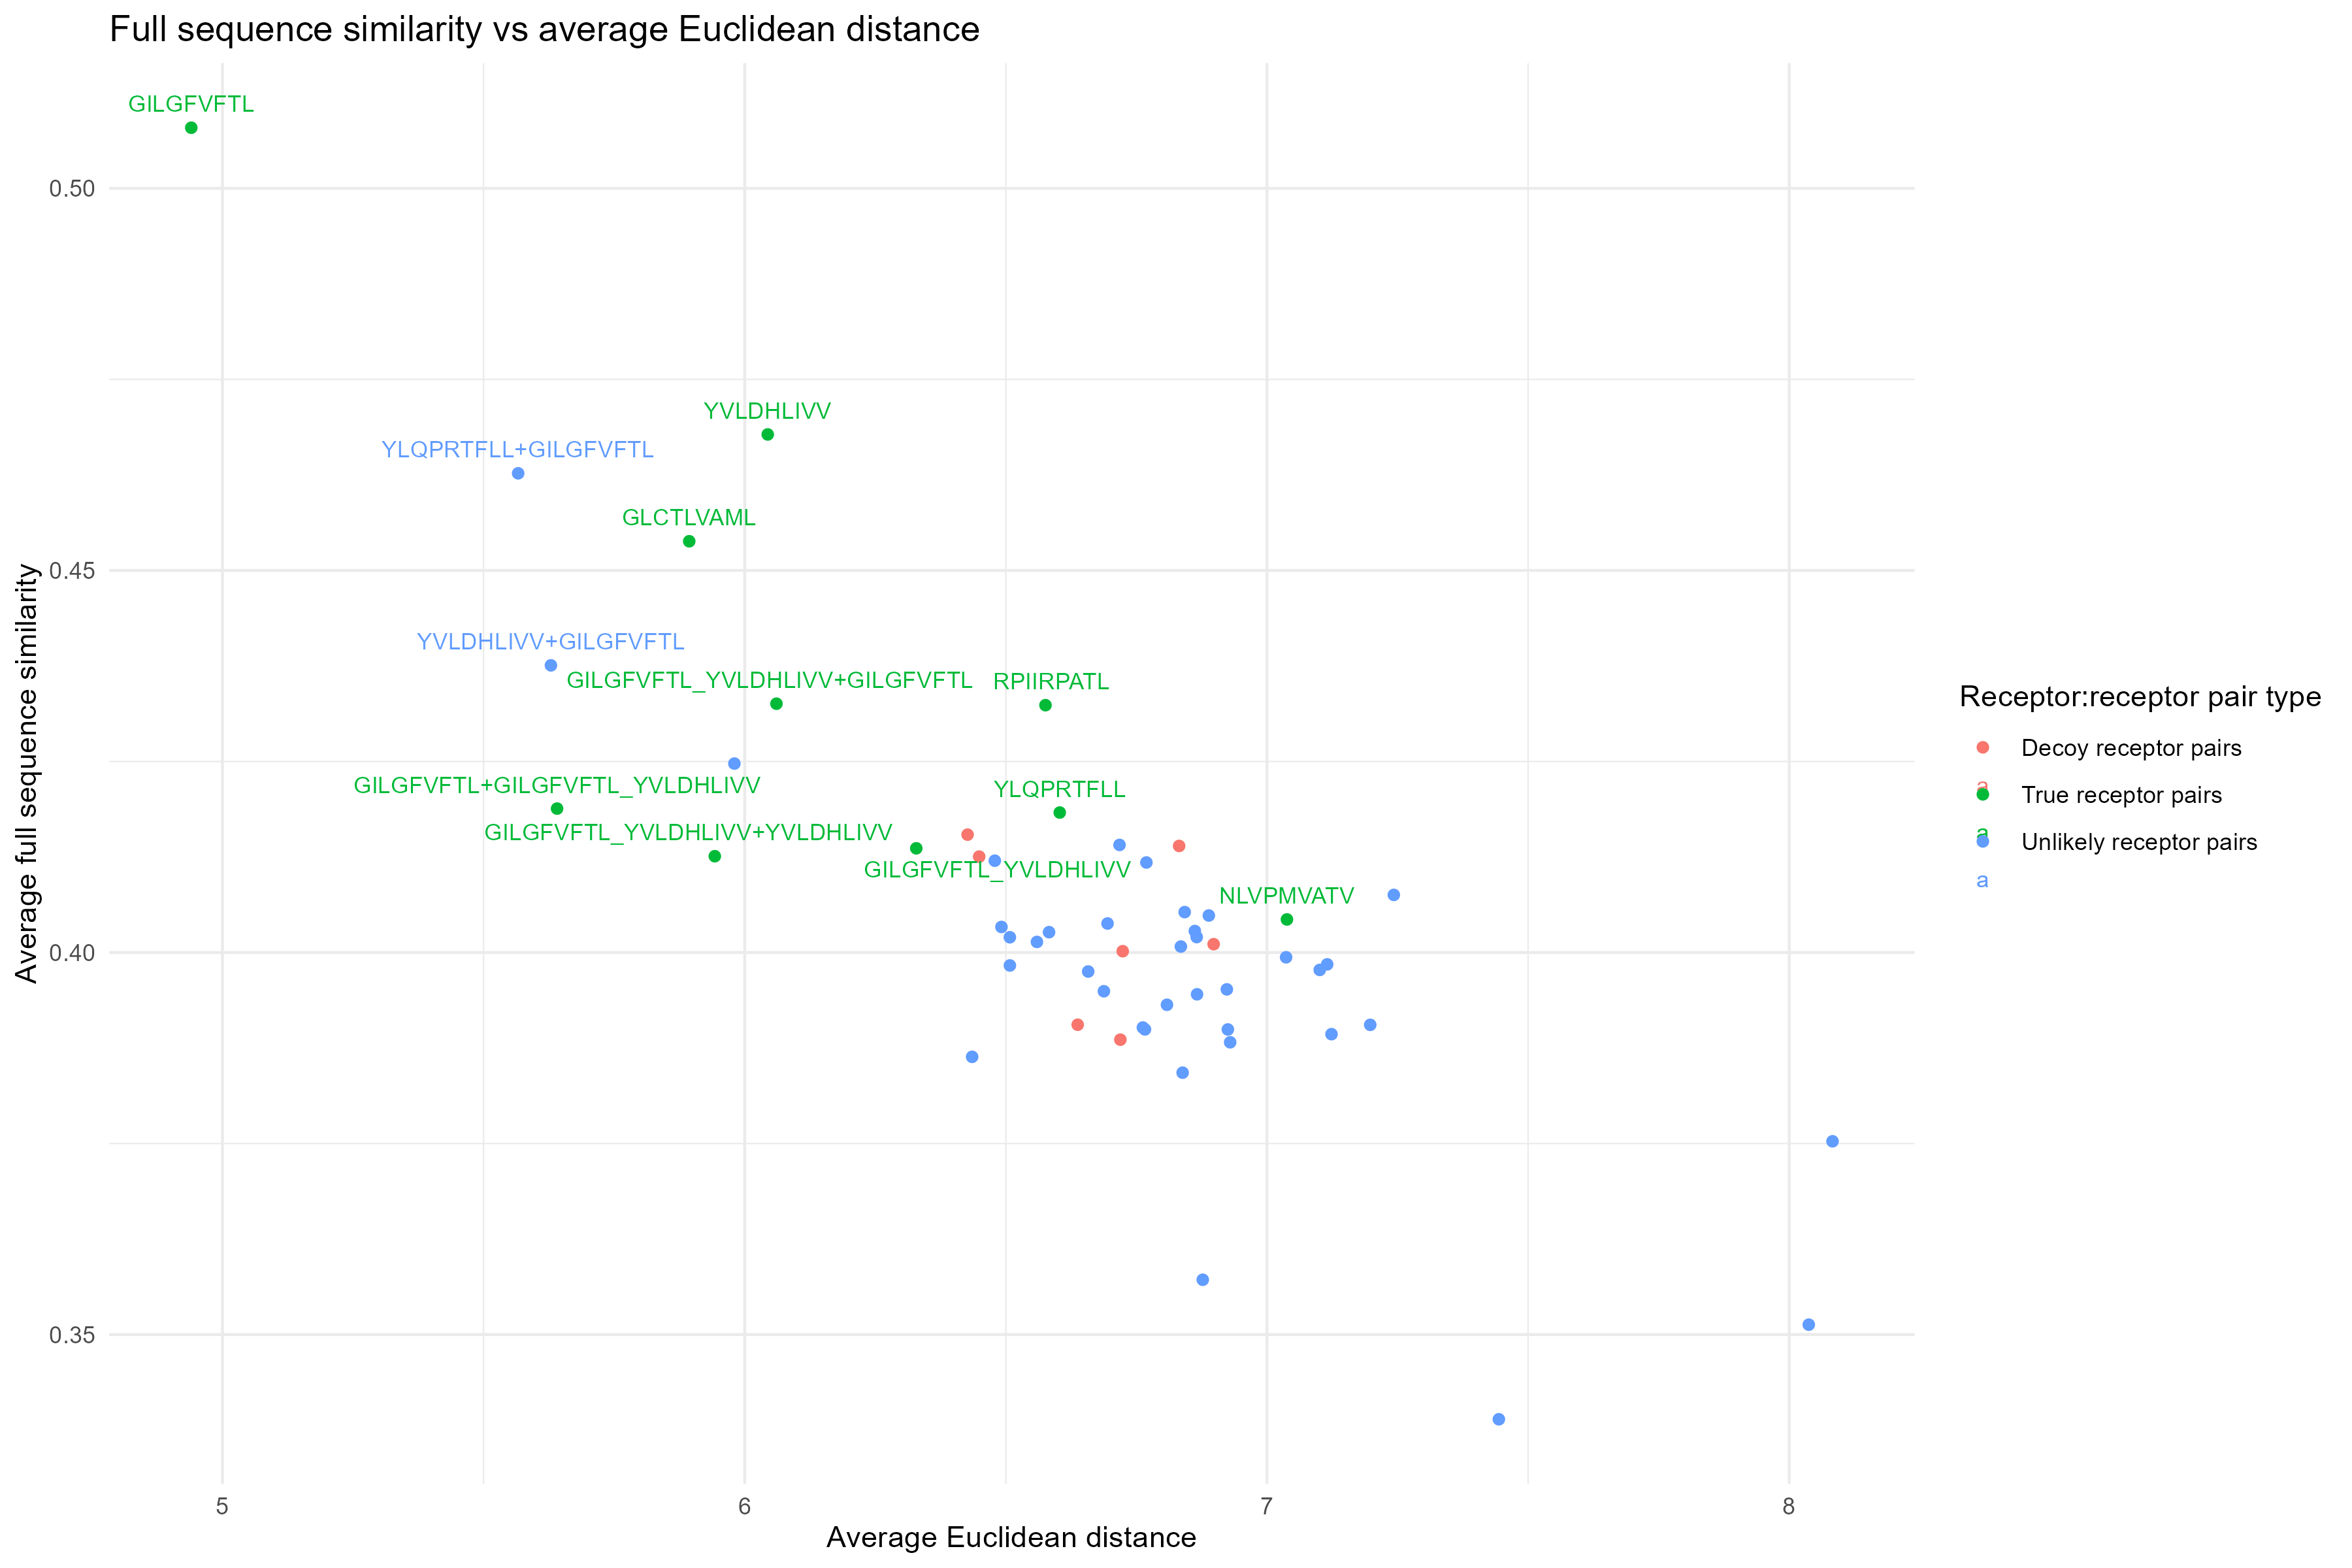 Full sequence similarity vs average Euclidean distance
GILGFVFTL
0.50
YVLDHLIVV
YLQPRTFLL+GILGFVFTL
GLCTLVAML
0.45
YVLDHLIVV+GILGFVFTL
GILGFVFTL_YVLDHLIVV+GILGFVFTL
RPIIRPATL
GILGFVFTL+GILGFVFTL_YVLDHLIVV
YLQPRTFLL
GILGFVFTL_YVLDHLIVV+YVLDHLIVV
GILGFVFTL_YVLDHLIVV
NLVPMVATV
0.40
0.35
5
6
7
8
Average Euclidean distance
Average full sequence similarity
Receptor:receptor pair type
Decoy receptor pairs
a
True receptor pairs
a
Unlikely receptor pairs
a